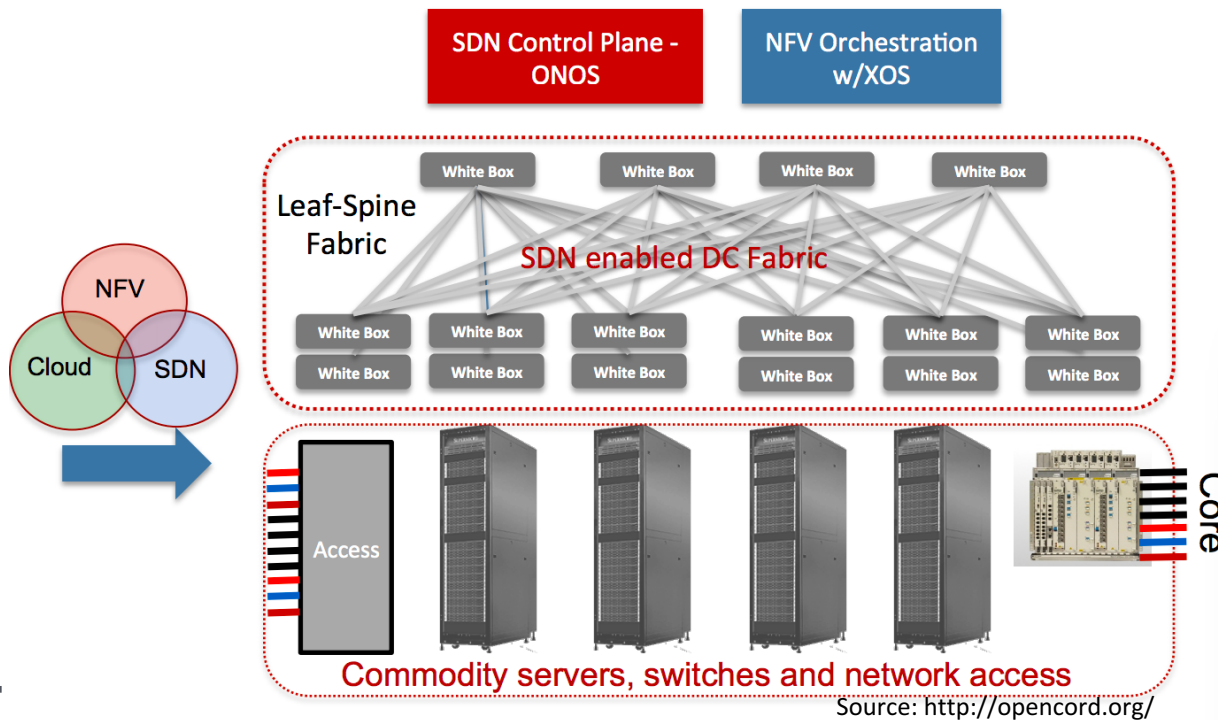 SDN Control Plane -
ONOS
NFV Orchestration
w/XOS
White Box
White Box
White Box
White Box
Leaf-Spine
Fabric
SDN enabled DC Fabric
NFV
Cloud
SDN
White Box
White Box
White Box
White Box
White Box
White Box
White Box
White Box
White Box
White Box
White Box
White Box
Access
Core
Commodity servers, switches and network access
Source: http://opencord.org/